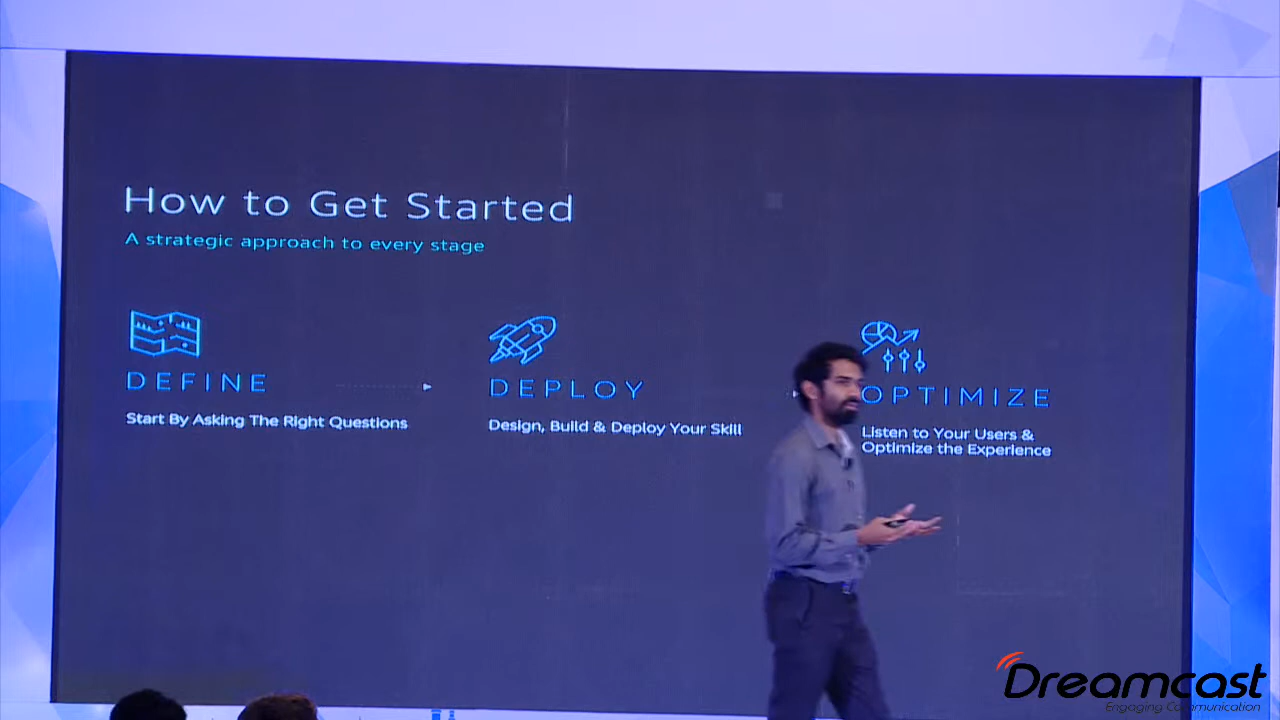 How to Get Started
A strategic approach to every stage
DEFINE
Start By Asking The Right Questions
DEPLOY
Design, Build & Deploy Your Skill
OPTIMIZE
Listen to Your Users &
Optimize the Experience
Dreamcast
Engaging Communication